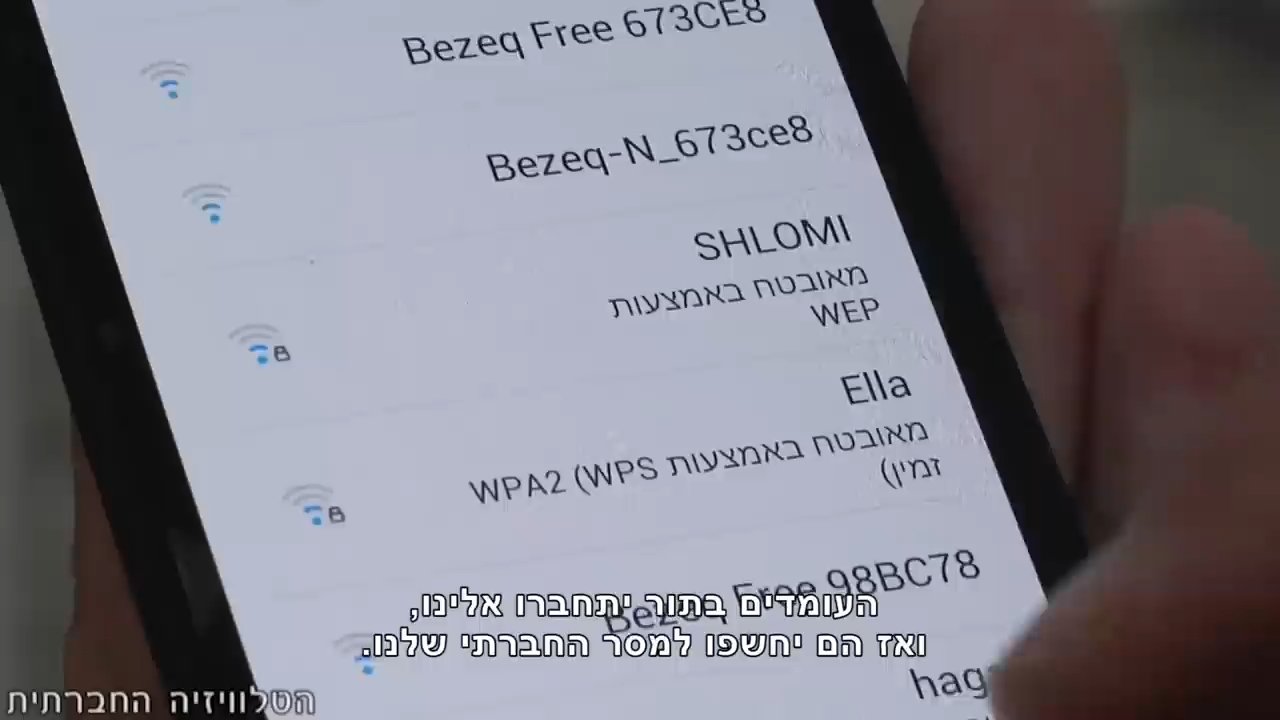 Bezeq Free 673CE8
Bezeq-N_673ce8
SHLOMI
מאובטח באמצעות
WEP
Ella
מאובטח באמצעות WPA2 (WPS
זמין)
Bezeq Free 98BC78
העומדים בתור יתחברו אלינו,
ואז הם יחשפו למסר החברתי שלנו.
הטלוויזיה החברתית